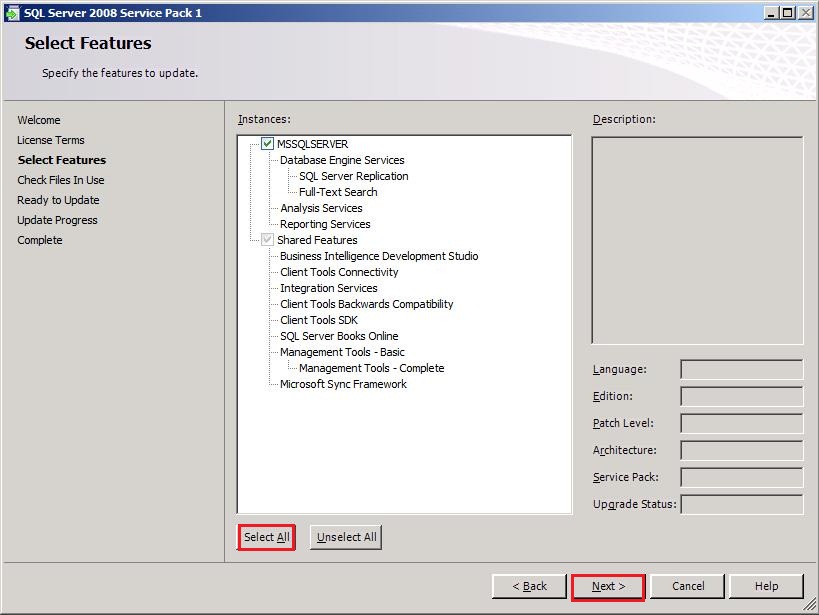 SQL Server 2008 Service Pack 1
Select Features
Specify the features to update.
Welcome
License Terms
Select Features
Check Files In Use
Ready to Update
Update Progress
Complete
Instances:
MSSQLSERVER
Database Engine Services
SQL Server Replication
Full-Text Search
Analysis Services
Reporting Services
Shared Features
Business Intelligence Development Studio
Client Tools Connectivity
Integration Services
Client Tools Backwards Compatibility
Client Tools SDK
SQL Server Books Online
Management Tools - Basic
Management Tools - Complete
Microsoft Sync Framework
Select All
Unselect All
Description:
Language:
Edition:
Patch Level:
Architecture:
Service Pack:
Upgrade Status:
< Back
Next >
Cancel
Help